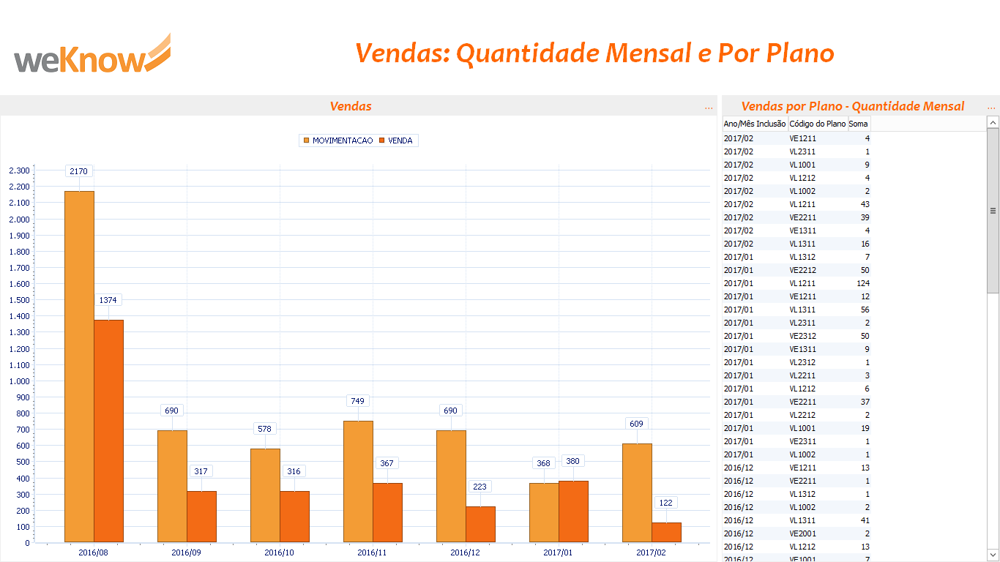 weKnow
Vendas: Quantidade Mensal e Por Plano
Vendas
...
MOVIMENTACAO VENDA
2.300
2.200
2.100
2.000
1.900
1.800
1.700
1.600
1.500
1.400
1.300
1.200
1.100
1.000
900
800
700
600
500
400
300
200
100
0
2170
1374
690
317
578
316
749
367
690
223
368
380
609
122
2016/08 2016/09 2016/10 2016/11 2016/12 2017/01 2017/02
Vendas por Plano - Quantidade Mensal
...
Ano/Mês Inclusão Código do Plano Soma
2017/02 VE1211 4
2017/02 VL2311 1
2017/02 VL1001 9
2017/02 VL1212 4
2017/02 VL1002 2
2017/02 VL1211 43
2017/02 VE2211 39
2017/02 VE1311 4
2017/02 VL1311 16
2017/01 VL1312 7
2017/01 VE2212 50
2017/01 VL1211 124
2017/01 VE1211 12
2017/01 VL1311 56
2017/01 VL2311 2
2017/01 VE2312 50
2017/01 VE1311 9
2017/01 VL2312 1
2017/01 VL2211 3
2017/01 VL1212 6
2017/01 VE2211 37
2017/01 VL2212 2
2017/01 VL1001 19
2017/01 VE2311 1
2017/01 VL1002 1
2016/12 VE1211 13
2016/12 VE2211 1
2016/12 VL1312 1
2016/12 VL1002 2
2016/12 VL1311 41
2016/12 VE2001 2
2016/12 VL1212 13
2016/12 VE1001 7